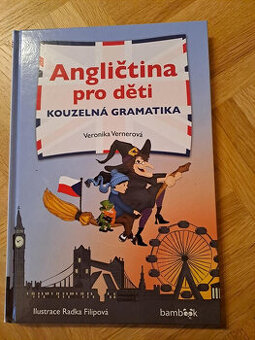 Angličtina
pro děti
KOUZELNÁ GRAMATIKA
Veronika Vernerová
Ilustrace Radka Filipová
bambook